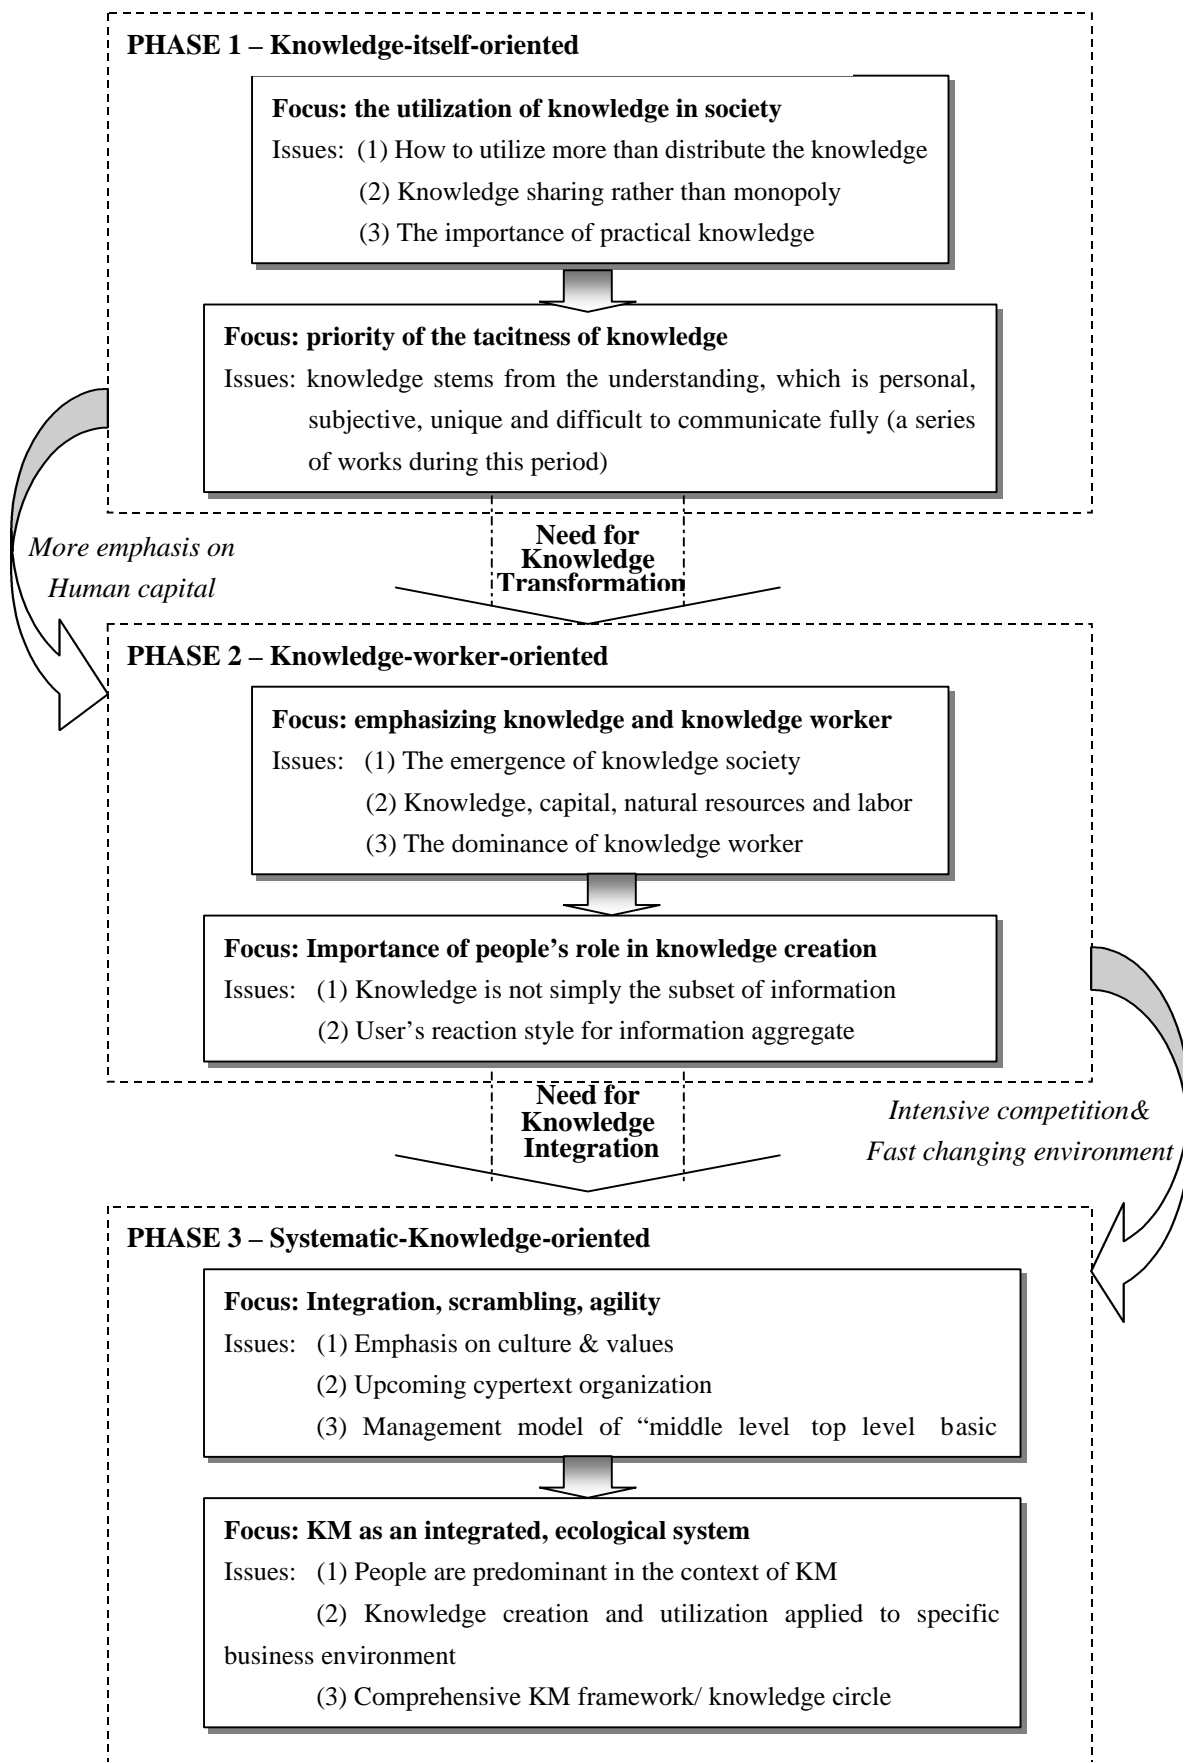 PHASE 1 – Knowledge-itself-oriented
Focus: the utilization of knowledge in society
Issues: (1) How to utilize more than distribute the knowledge
(2) Knowledge sharing rather than monopoly
(3) The importance of practical knowledge
Focus: priority of the tacitness of knowledge
Issues: knowledge stems from the understanding, which is personal,
subjective, unique and difficult to communicate fully (a series
of works during this period)
More emphasis on
Human capital
Need for
Knowledge
Transformation
PHASE 2 – Knowledge-worker-oriented
Focus: emphasizing knowledge and knowledge worker
Issues: (1) The emergence of knowledge society
(2) Knowledge, capital, natural resources and labor
(3) The dominance of knowledge worker
Focus: Importance of people’s role in knowledge creation
Issues: (1) Knowledge is not simply the subset of information
(2) User’s reaction style for information aggregate
Need for
Knowledge
Integration
Intensive competition&
Fast changing environment
PHASE 3 – Systematic-Knowledge-oriented
Focus: Integration, scrambling, agility
Issues: (1) Emphasis on culture & values
(2) Upcoming cypertext organization
(3) Management model of “middle level top level basic
Focus: KM as an integrated, ecological system
Issues: (1) People are predominant in the context of KM
(2) Knowledge creation and utilization applied to specific
business environment
(3) Comprehensive KM framework/ knowledge circle